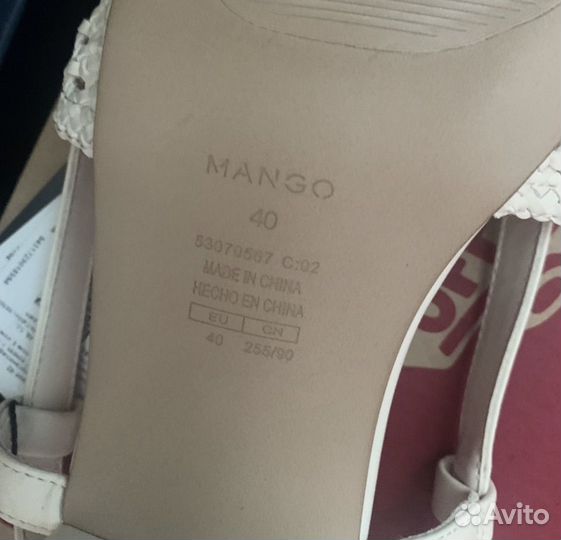 MANGO
40
53079567 C:02
MADE IN CHINA
HECHO EN CHINA
EU CN
40 255/90
Avito